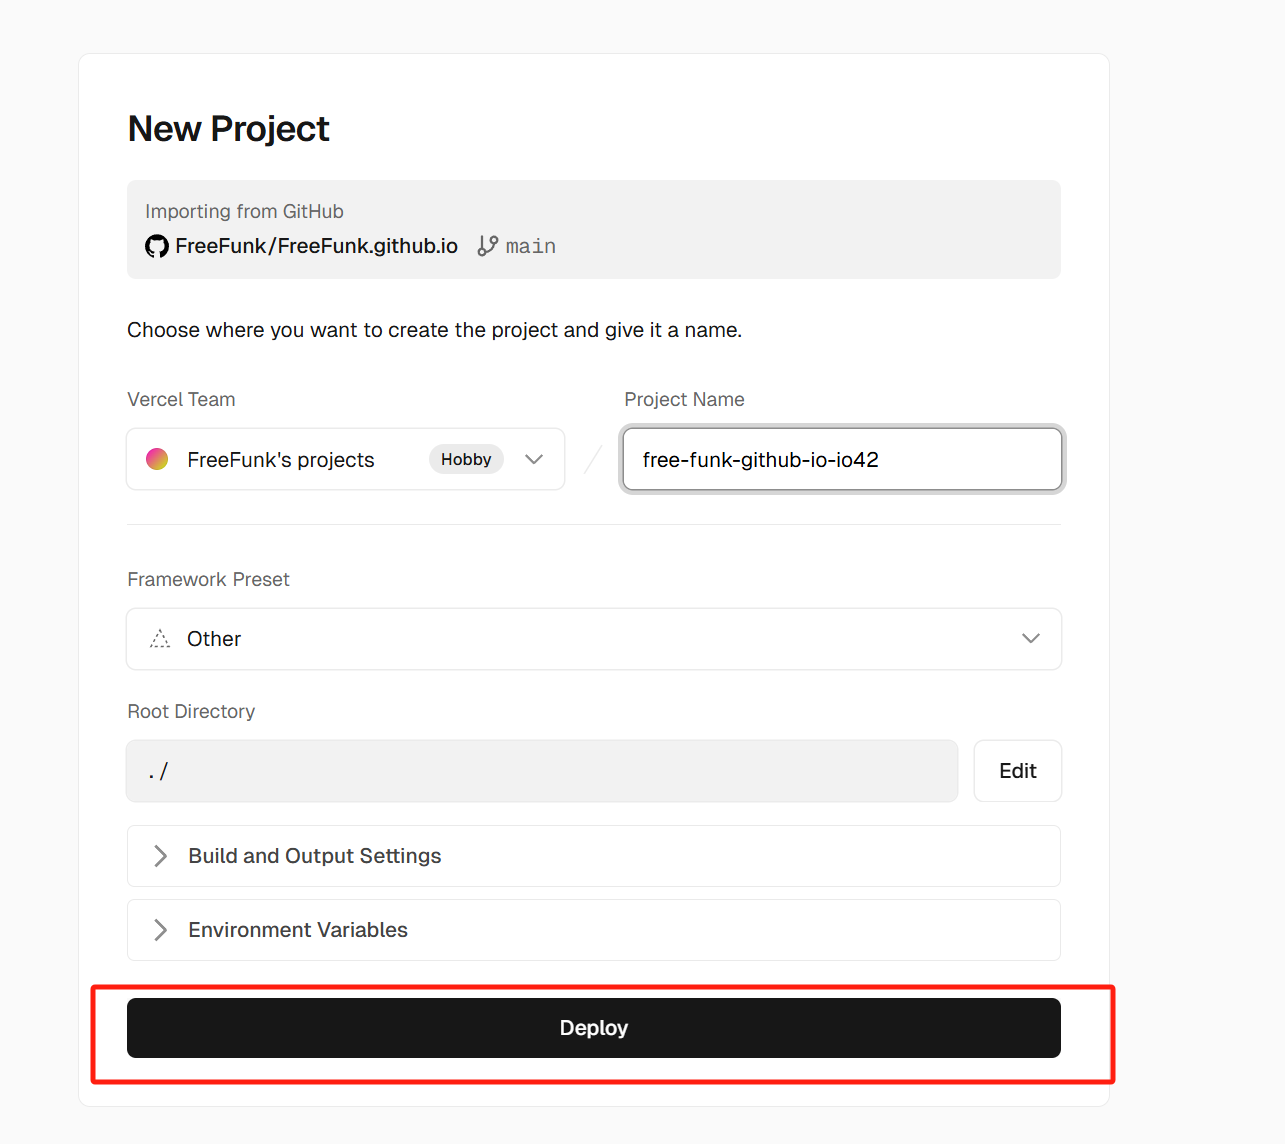 New Project
Importing from GitHub
FreeFunk/FreeFunk.github.io main
Choose where you want to create the project and give it a name.
Vercel Team
Project Name
FreeFunk's projects Hobby
free-funk-github-io-io42
Framework Preset
Other
Root Directory
./
Edit
Build and Output Settings
Environment Variables
Deploy